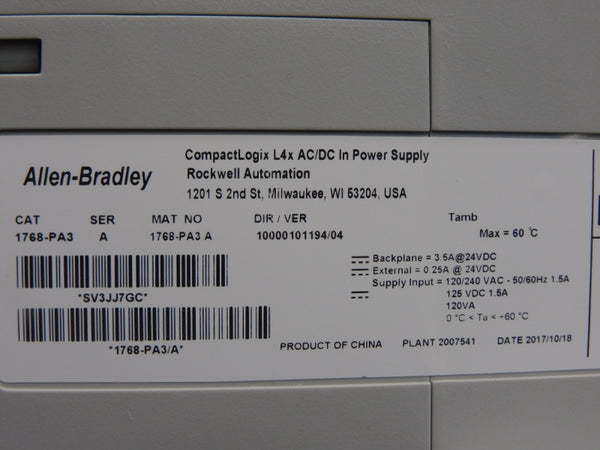 Allen-Bradley
CompactLogix L4x AC/DC In Power Supply
Rockwell Automation
1201 S 2nd St, Milwaukee, WI 53204, USA
CAT SER MAT NO DIR / VER Tamb
1768-PA3 A 1768-PA3 A 10000101194/04 Max = 60 °C
Backplane = 3.5A@24VDC
External = 0.25A @ 24VDC
Supply Input = 120/240 VAC - 50/60Hz 1.5A
125 VDC 1.5A
120VA
0 °C < Ta < +60 °C
*SV3JJ7GC*
*1768-PA3/A*
PRODUCT OF CHINA PLANT 2007541 DATE 2017/10/18